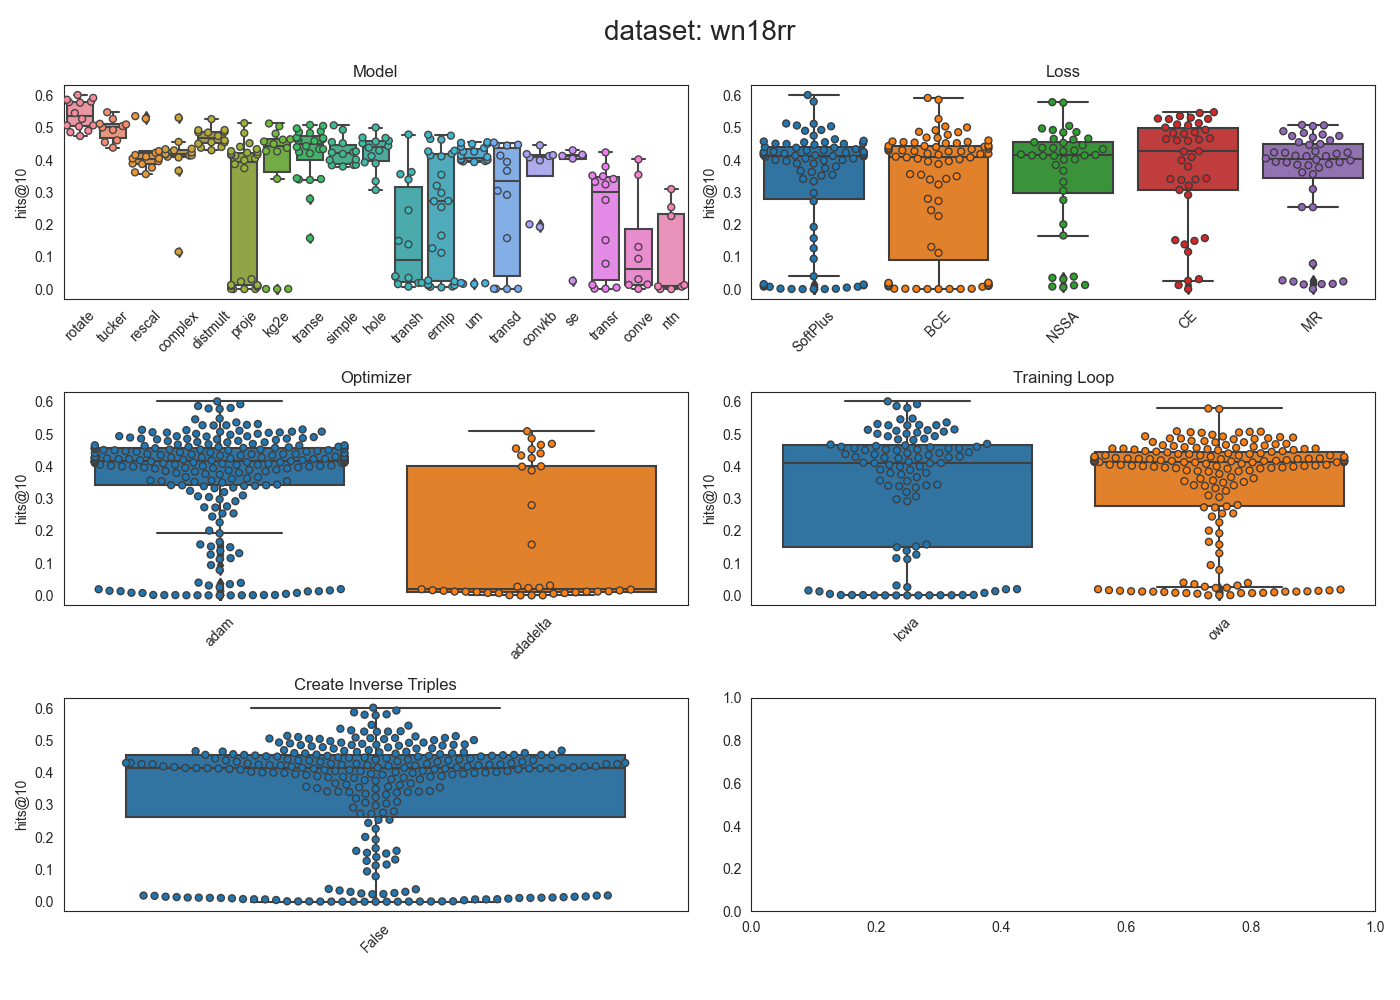 dataset: wn18rr
Model
hits@10
0.6
0.5
0.4
0.3
0.2
0.1
0.0
rotate
tucker
rescal
complex
distmult
proje
kg2e
transe
simple
hole
transh
ermlp
um
transd
convkb
se
transr
conve
ntn
Loss
hits@10
0.6
0.5
0.4
0.3
0.2
0.1
0.0
SoftPlus
BCE
NSSA
CE
MR
Optimizer
hits@10
0.6
0.5
0.4
0.3
0.2
0.1
0.0
adam
adadelta
Training Loop
hits@10
0.6
0.5
0.4
0.3
0.2
0.1
0.0
lcwa
owa
Create Inverse Triples
hits@10
0.6
0.5
0.4
0.3
0.2
0.1
0.0
False
1.0
0.8
0.6
0.4
0.2
0.0
0.0 0.2 0.4 0.6 0.8 1.0